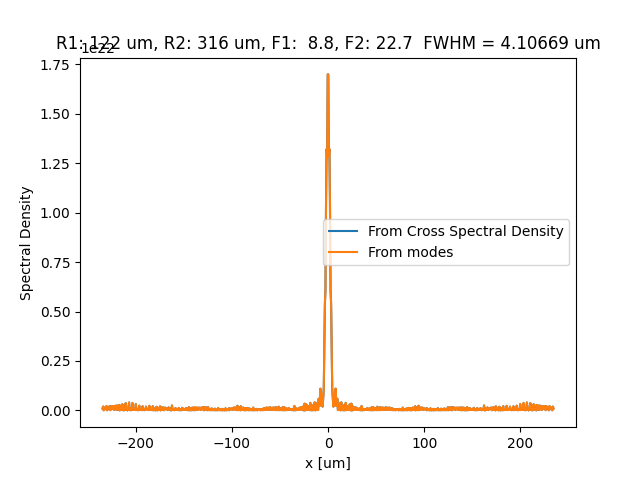 R1: 122 um, R2: 316 um, F1:  8.8, F2: 22.7  FWHM = 4.10669 um
1e22
1.75
1.50
1.25
1.00
0.75
0.50
0.25
0.00
Spectral Density
From Cross Spectral Density
From modes
−200
−100
0
100
200
x [um]